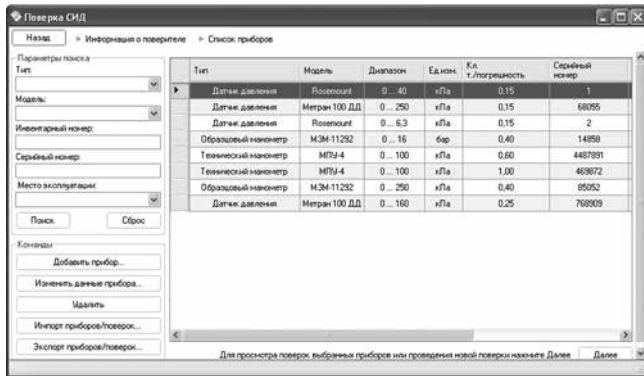 Поверка СИД
Назад ► Информация о поверителе ► Список приборов
Параметры поиска
Тип:
Модель:
Инвентарный номер:
Серийный номер:
Место эксплуатации:
Поиск Сброс
Команды
Добавить прибор...
Изменить данные прибора...
Удалить
Импорт приборов/поверок...
Экспорт приборов/поверок...
Тип Модель Диапазон Ед.изм. Кл. т./погрешность Серийный номер
Датчик давления Rosemount 0 ... 40 кПа 0,15 1
Датчик давления Метран 100 ДД 0 ... 250 кПа 0,15 68055
Датчик давления Rosemount 0 ... 6,3 кПа 0,15 2
Образцовый манометр МЭМ-11292 0 ... 16 бар 0,40 14858
Технический манометр МПУ-4 0 ... 100 кПа 0,60 4487891
Технический манометр МПУ-4 0 ... 100 кПа 1,00 469872
Образцовый манометр МЭМ-11292 0 ... 250 кПа 0,40 85052
Датчик давления Метран 100 ДД 0 ... 160 кПа 0,25 768909
Для просмотра поверок выбранных приборов или проведения новой поверки нажмите Далее Далее